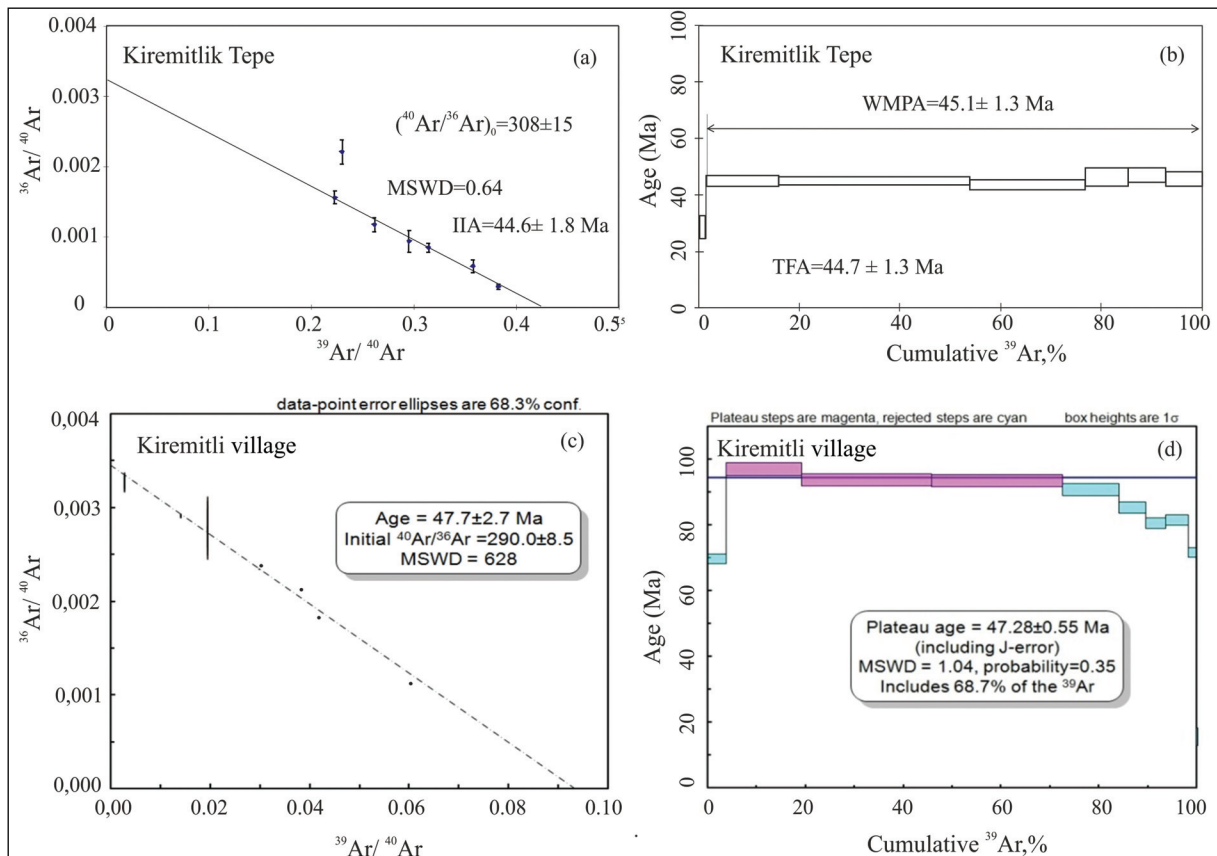 Kiremitlik Tepe
(a)
(⁴⁰Ar/³⁶Ar)₀=308±15
MSWD=0.64
IIA=44.6± 1.8 Ma
³⁶Ar/ ⁴⁰Ar
0.004
0.003
0.002
0.001
0
0
0.1
0.2
0.3
0.4
0.5⁵
³⁹Ar/ ⁴⁰Ar
Kiremitlik Tepe
(b)
WMPA=45.1± 1.3 Ma
TFA=44.7 ± 1.3 Ma
Age (Ma)
100
80
60
40
20
0
0
20
40
60
80
100
Cumulative ³⁹Ar,%
data-point error ellipses are 68.3% conf.
Kiremitli village
(c)
Age = 47.7±2.7 Ma
Initial ⁴⁰Ar/³⁶Ar =290.0±8.5
MSWD = 628
³⁶Ar/ ⁴⁰Ar
0,004
0,003
0,002
0,001
0,000
0,00
0,02
0.04
0.06
0.08
0.10
³⁹Ar/ ⁴⁰Ar
Plateau steps are magenta, rejected steps are cyan
box heights are 1σ
Kiremitli village
(d)
Plateau age = 47.28±0.55 Ma
(including J-error)
MSWD = 1.04, probability=0.35
Includes 68.7% of the ³⁹Ar
Age (Ma)
100
80
60
40
20
0
0
20
40
60
80
100
Cumulative ³⁹Ar,%